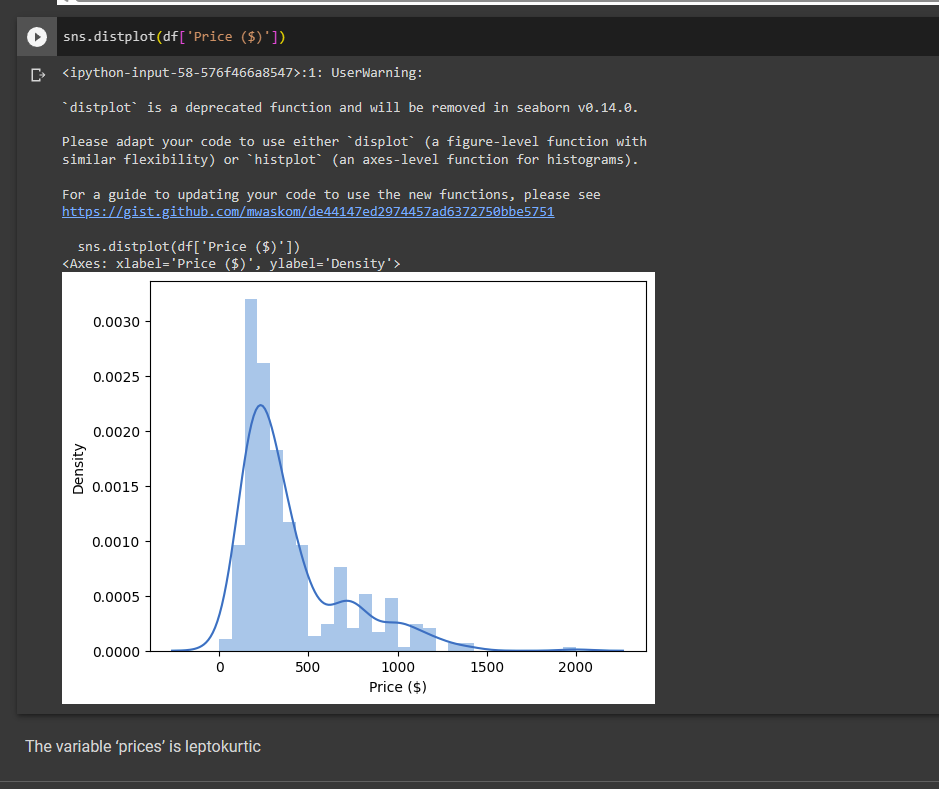 sns.distplot(df['Price ($)'])
<ipython-input-58-576f466a8547>:1: UserWarning:
`distplot` is a deprecated function and will be removed in seaborn v0.14.0.
Please adapt your code to use either `displot` (a figure-level function with
similar flexibility) or `histplot` (an axes-level function for histograms).
For a guide to updating your code to use the new functions, please see
https://gist.github.com/mwaskom/de44147ed2974457ad6372750bbe5751
sns.distplot(df['Price ($)'])
<Axes: xlabel='Price ($)', ylabel='Density'>
0.0030
0.0025
0.0020
0.0015
0.0010
0.0005
0.0000
Density
0 500 1000 1500 2000
Price ($)
The variable ‘prices’ is leptokurtic